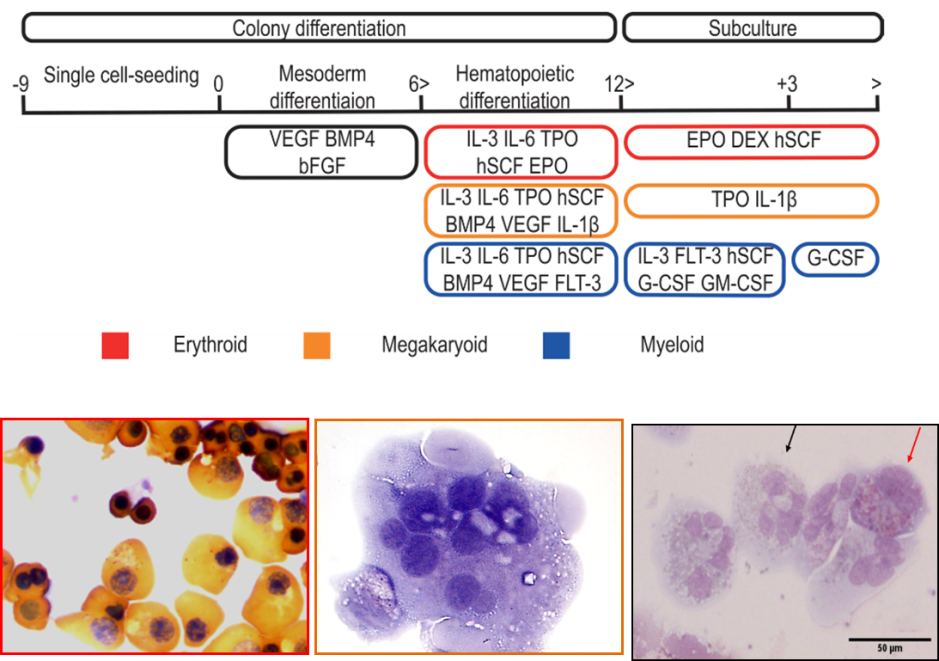 Colony differentiation
Subculture
-9
Single cell-seeding
0
Mesoderm
differentiaion
6>
Hematopoietic
differentiation
12>
+3
>
VEGF BMP4
bFGF
IL-3 IL-6 TPO
hSCF EPO
EPO DEX hSCF
IL-3 IL-6 TPO hSCF
BMP4 VEGF IL-1β
TPO IL-1β
IL-3 IL-6 TPO hSCF
BMP4 VEGF FLT-3
IL-3 FLT-3 hSCF
G-CSF GM-CSF
G-CSF
Erythroid
Megakaryoid
Myeloid
50 µm